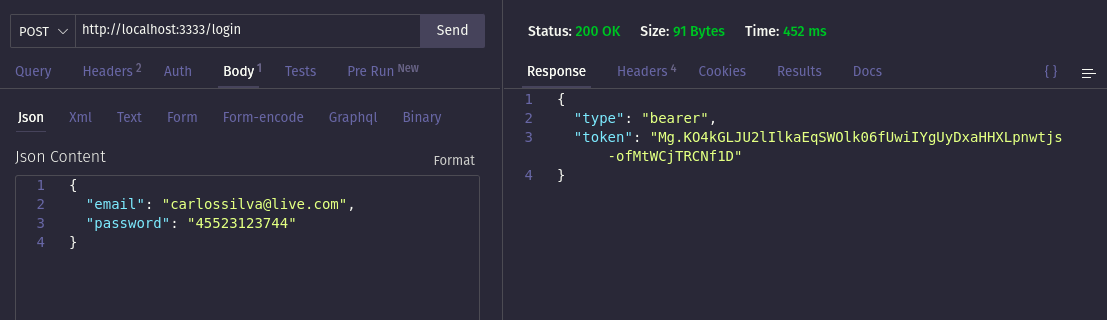 POST http://localhost:3333/login Send
Query Headers 2 Auth Body 1 Tests Pre Run New
Json Xml Text Form Form-encode Graphql Binary
Json Content Format
1 {
2 "email": "carlossilva@live.com",
3 "password": "45523123744"
4 }
Status: 200 OK Size: 91 Bytes Time: 452 ms
Response Headers 4 Cookies Results Docs { }
1 {
2 "type": "bearer",
3 "token": "Mg.KO4kGLJU2lIlkaEqSWOlk06fUwiIYgUyDxaHHXLpnwtjs
-ofMtWCjTRCNf1D"
4 }